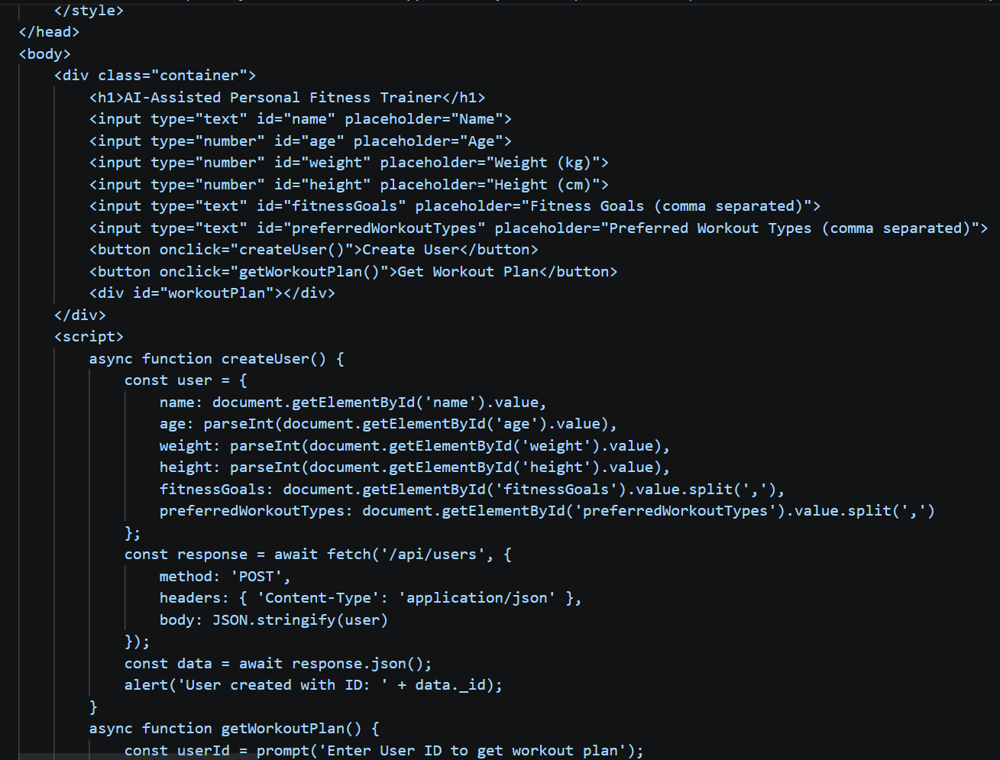 </style>
</head>
<body>
<div class="container">
<h1>AI-Assisted Personal Fitness Trainer</h1>
<input type="text" id="name" placeholder="Name">
<input type="number" id="age" placeholder="Age">
<input type="number" id="weight" placeholder="Weight (kg)">
<input type="number" id="height" placeholder="Height (cm)">
<input type="text" id="fitnessGoals" placeholder="Fitness Goals (comma separated)">
<input type="text" id="preferredWorkoutTypes" placeholder="Preferred Workout Types (comma separated)">
<button onclick="createUser()">Create User</button>
<button onclick="getWorkoutPlan()">Get Workout Plan</button>
<div id="workoutPlan"></div>
</div>
<script>
async function createUser() {
const user = {
name: document.getElementById('name').value,
age: parseInt(document.getElementById('age').value),
weight: parseInt(document.getElementById('weight').value),
height: parseInt(document.getElementById('height').value),
fitnessGoals: document.getElementById('fitnessGoals').value.split(','),
preferredWorkoutTypes: document.getElementById('preferredWorkoutTypes').value.split(',')
};
const response = await fetch('/api/users', {
method: 'POST',
headers: { 'Content-Type': 'application/json' },
body: JSON.stringify(user)
});
const data = await response.json();
alert('User created with ID: ' + data._id);
}
async function getWorkoutPlan() {
const userId = prompt('Enter User ID to get workout plan');